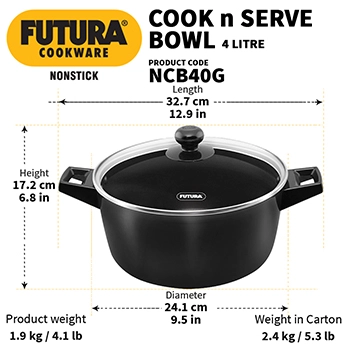 FUTURA®
COOKWARE
NONSTICK
COOK n SERVE
BOWL 4 LITRE
PRODUCT CODE
NCB40G
Length
32.7 cm
12.9 in
Height
17.2 cm
6.8 in
FUTURA
Diameter
24.1 cm
9.5 in
Product weight
1.9 kg / 4.1 lb
Weight in Carton
2.4 kg / 5.3 lb